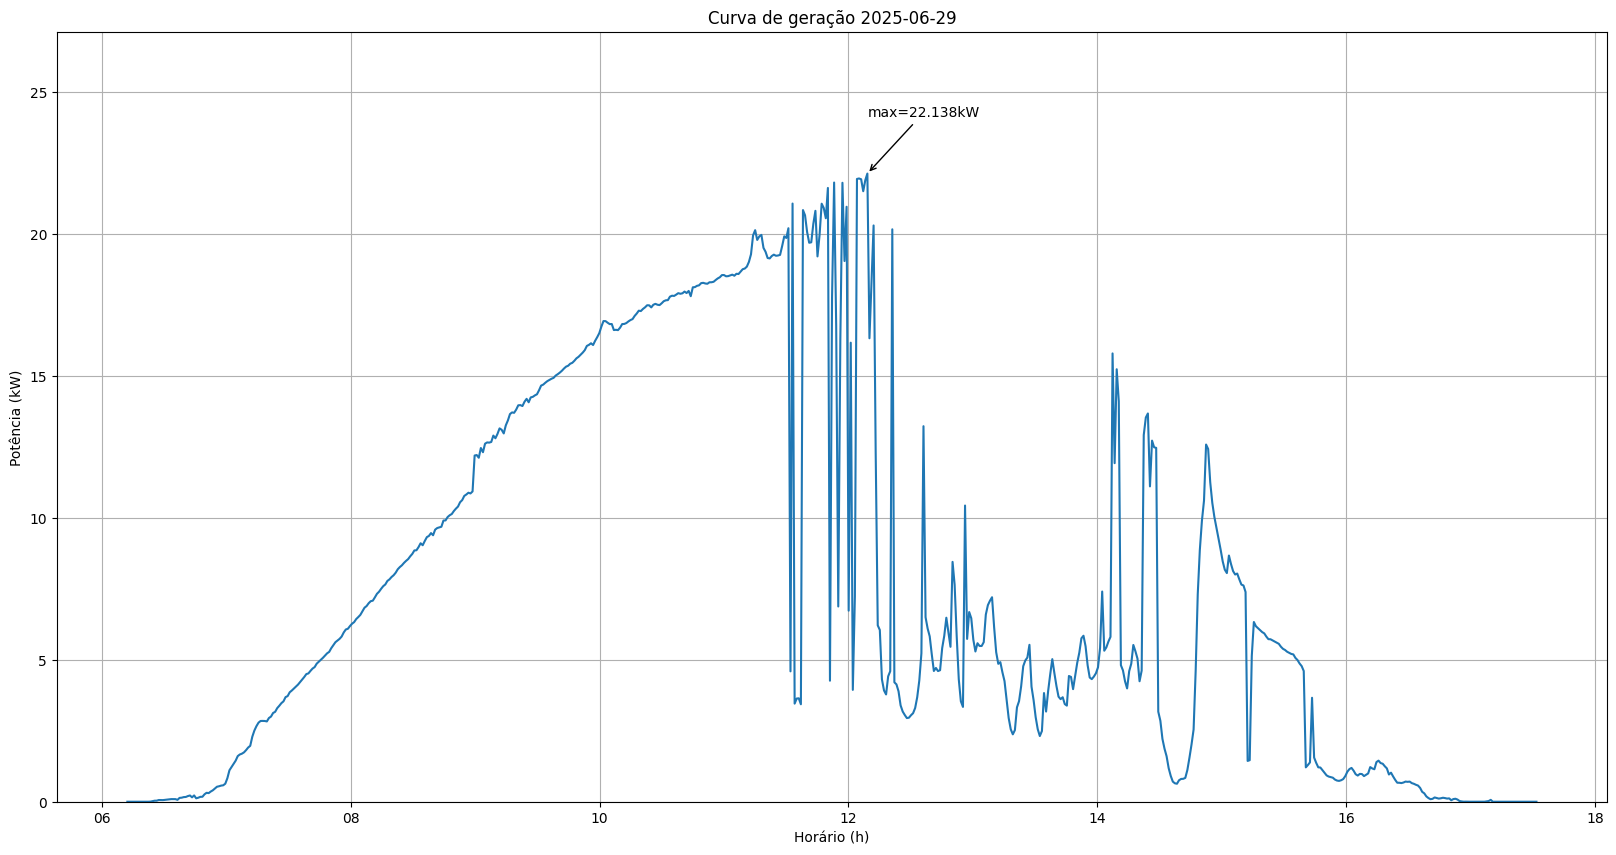 Curva de geração 2025-06-29
max=22.138kW
Potência (kW)
25
20
15
10
5
0
06 08 10 12 14 16 18
Horário (h)